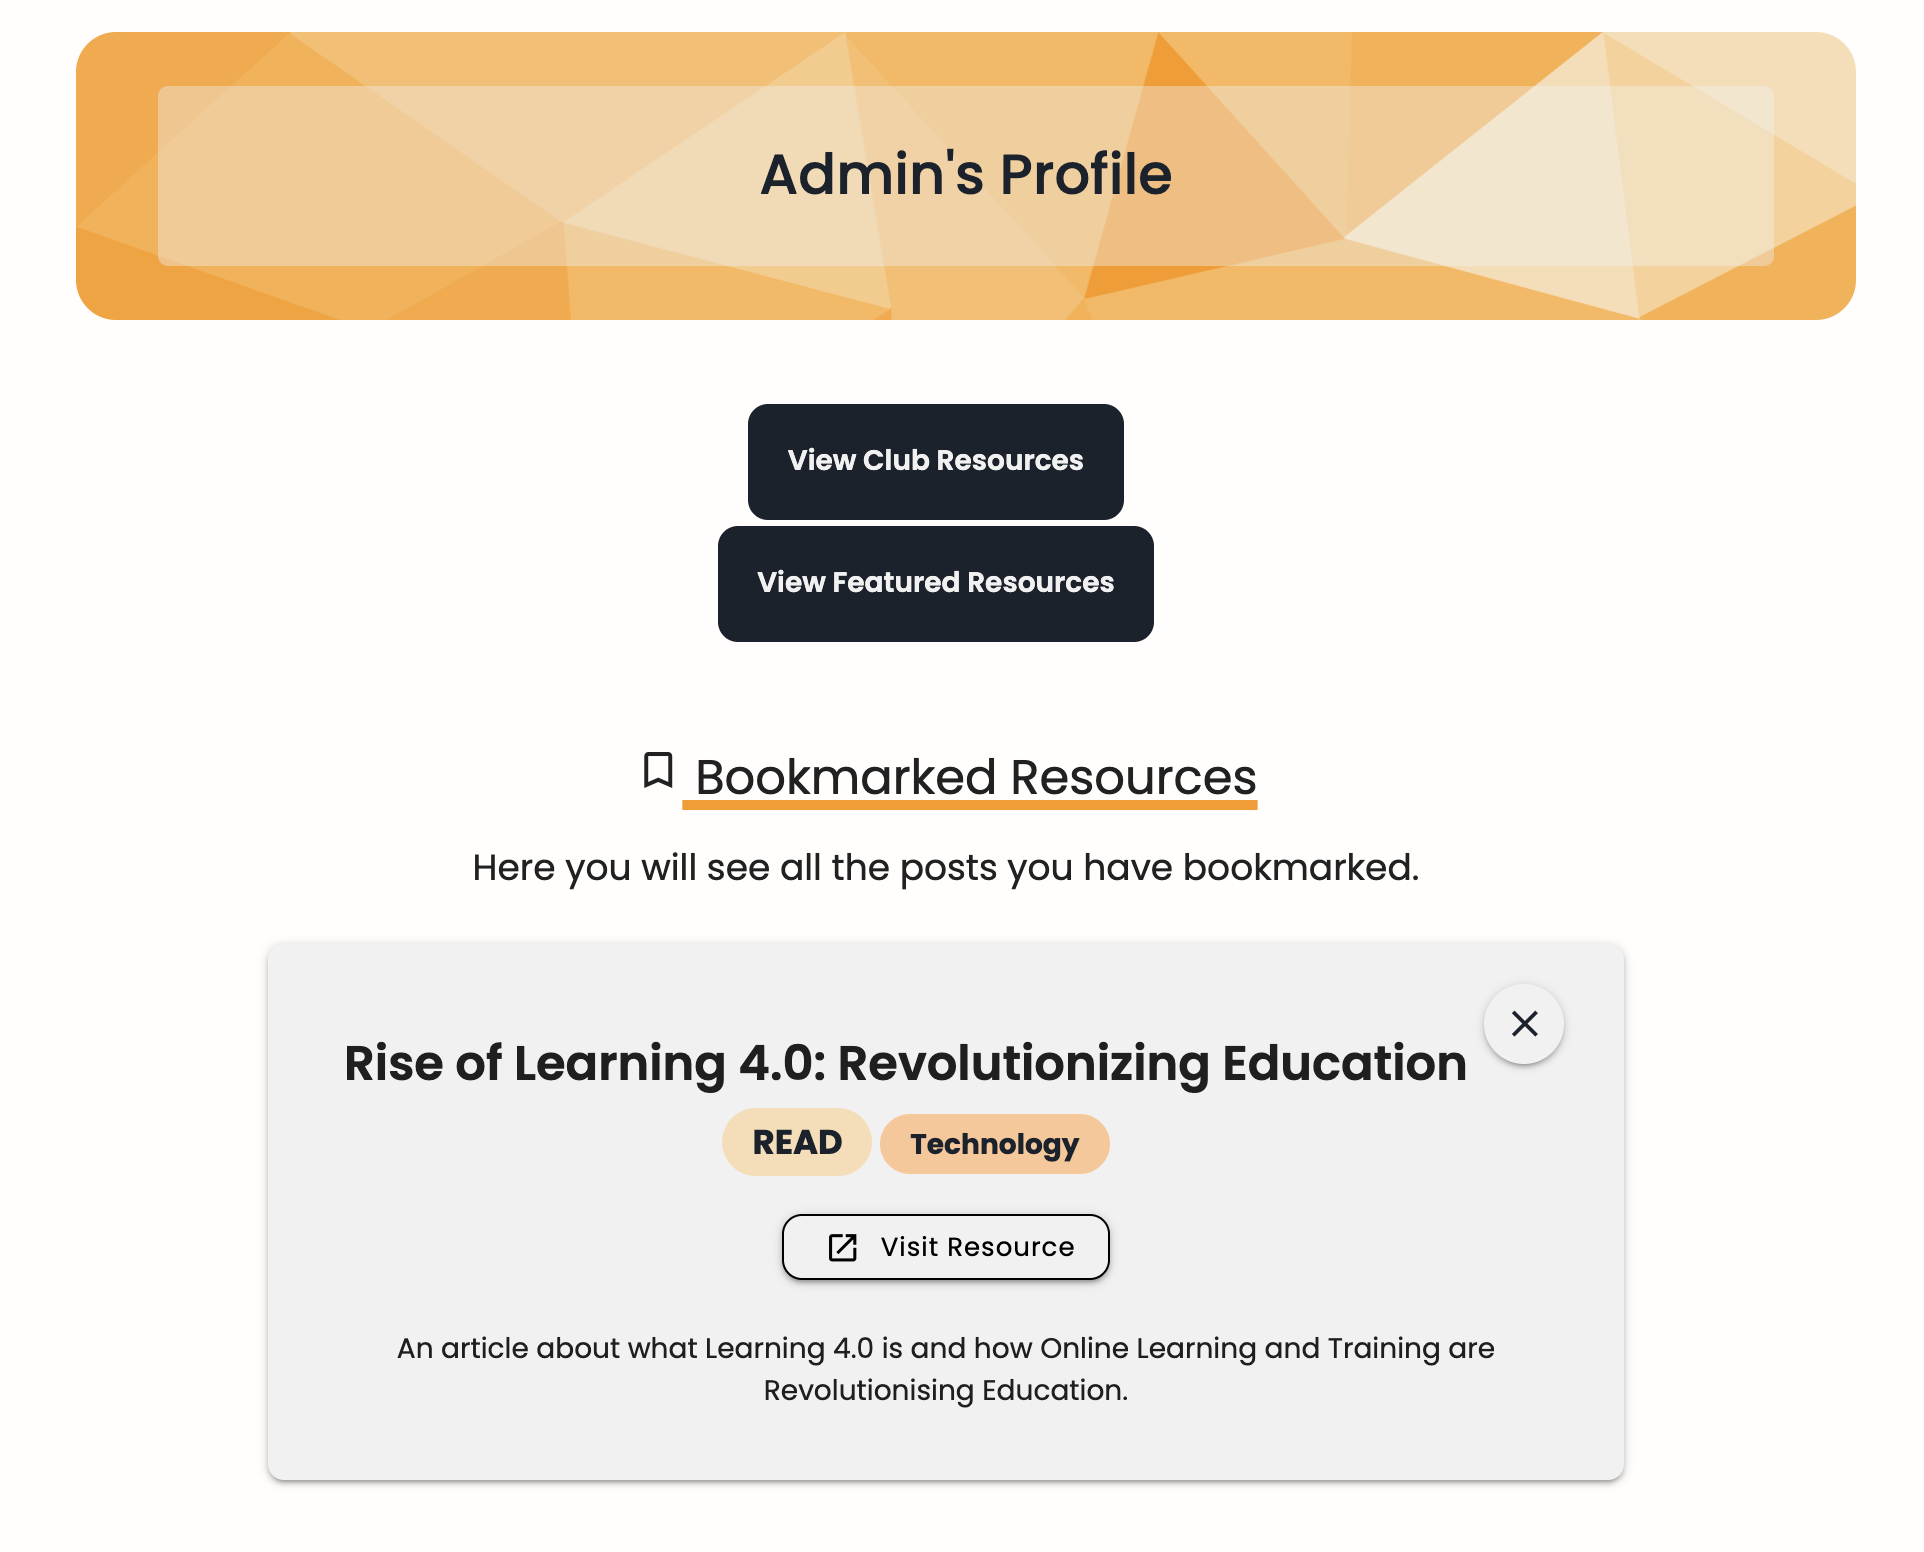 Admin's Profile
View Club Resources
View Featured Resources
Bookmarked Resources
Here you will see all the posts you have bookmarked.
Rise of Learning 4.0: Revolutionizing Education
READ Technology
Visit Resource
An article about what Learning 4.0 is and how Online Learning and Training are
Revolutionising Education.